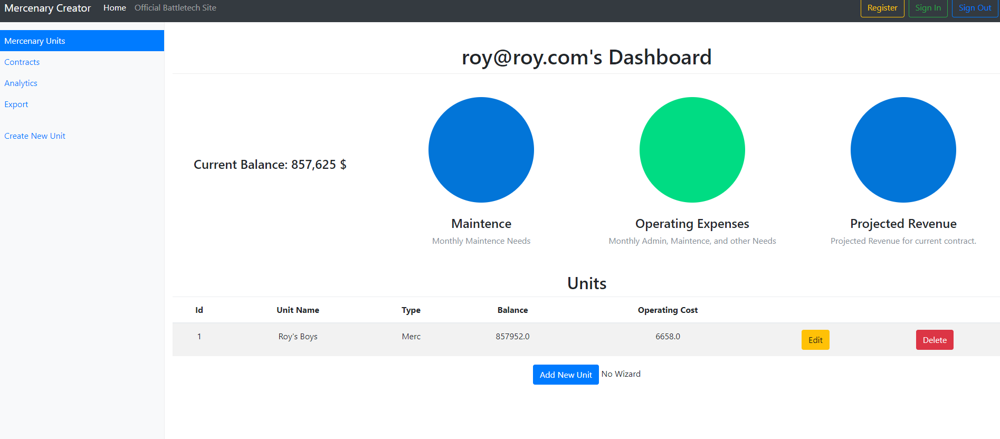 Mercenary Creator Home Official Battletech Site Register Sign In Sign Out
Mercenary Units
Contracts
Analytics
Export
Create New Unit
roy@roy.com's Dashboard
Current Balance: 857,625 $
Maintence
Monthly Maintence Needs
Operating Expenses
Monthly Admin, Maintence, and other Needs
Projected Revenue
Projected Revenue for current contract.
Units
Id Unit Name Type Balance Operating Cost
1 Roy's Boys Merc 857952.0 6658.0 Edit Delete
Add New Unit No Wizard